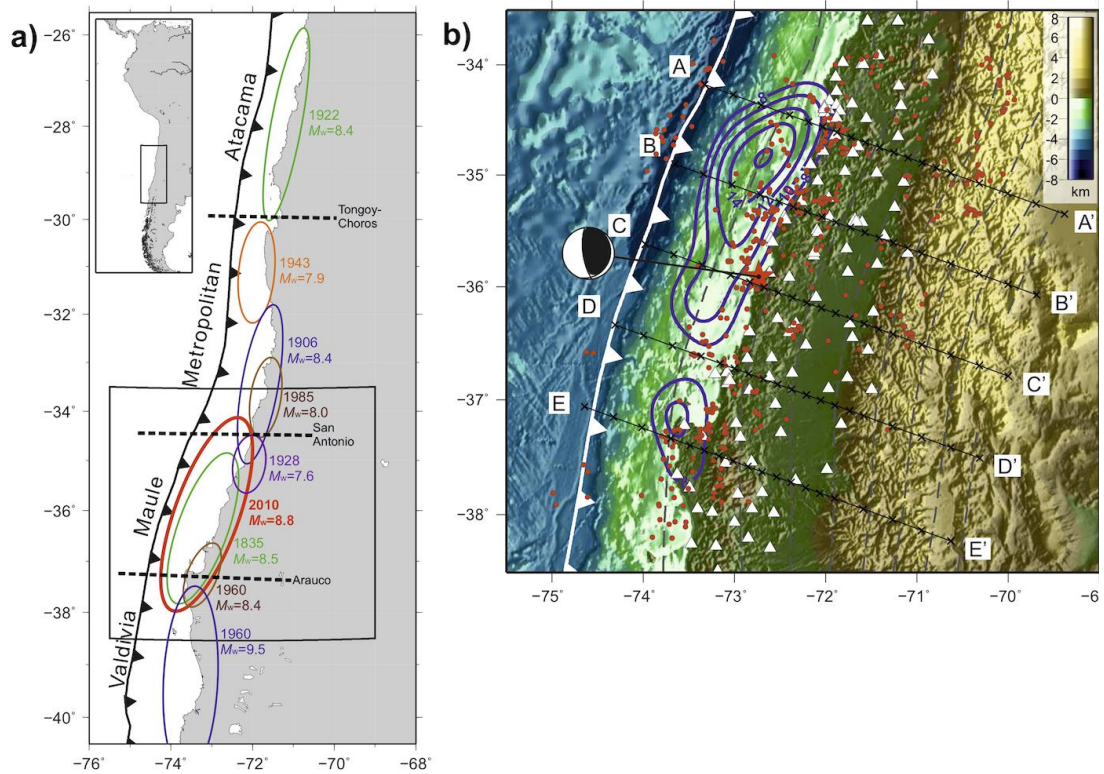 a)
−26°
−28°
−30°
−32°
−34°
−36°
−38°
−40°
−76°
−74°
−72°
−70°
−68°
Atacama
Metropolitan
Maule
Valdivia
1922
Mw=8.4
Tongoy-
Choros
1943
Mw=7.9
1906
Mw=8.4
1985
Mw=8.0
San
Antonio
1928
Mw=7.6
2010
Mw=8.8
1835
Mw=8.5
Arauco
1960
Mw=8.4
1960
Mw=9.5
b)
−34°
−35°
−36°
−37°
−38°
−75°
−74°
−73°
−72°
−71°
−70°
A
B
C
D
E
A'
B'
C'
D'
E'
14
8
6
4
2
0
−2
−4
−6
−8
km